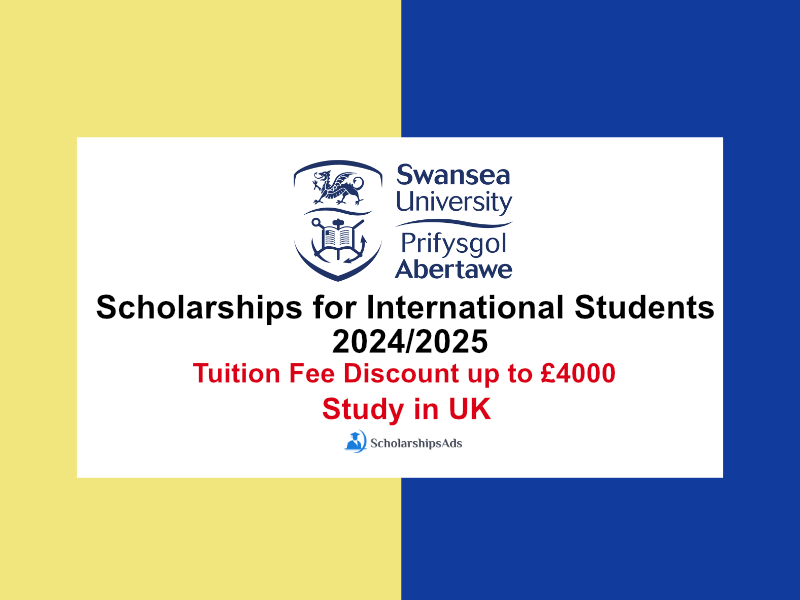 Swansea
University
Prifysgol
Abertawe
Scholarships for International Students
2024/2025
Tuition Fee Discount up to £4000
Study in UK
ScholarshipsAds